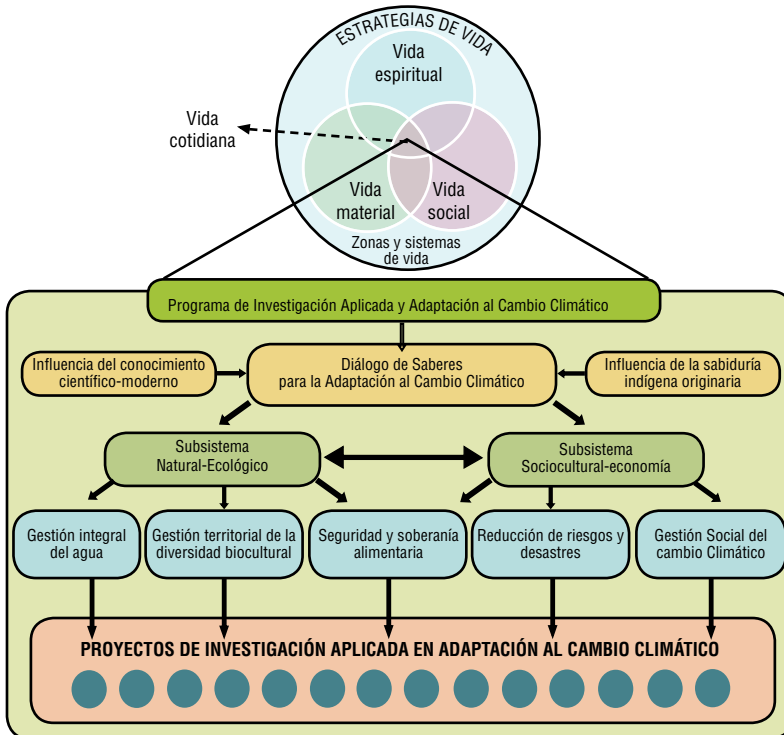 ESTRATEGIAS DE VIDA
Vida
espiritual
Vida
cotidiana
Vida
material
Vida
social
Zonas y sistemas
de vida
Programa de Investigación Aplicada y Adaptación al Cambio Climático
Influencia del conocimiento
científico-moderno
Diálogo de Saberes
para la Adaptación al Cambio Climático
Influencia de la sabiduría
indígena originaria
Subsistema
Natural-Ecológico
Subsistema
Sociocultural-economía
Gestión integral
del agua
Gestión territorial de la
diversidad biocultural
Seguridad y soberanía
alimentaria
Reducción de riesgos y
desastres
Gestión Social del
cambio Climático
PROYECTOS DE INVESTIGACIÓN APLICADA EN ADAPTACIÓN AL CAMBIO CLIMÁTICO